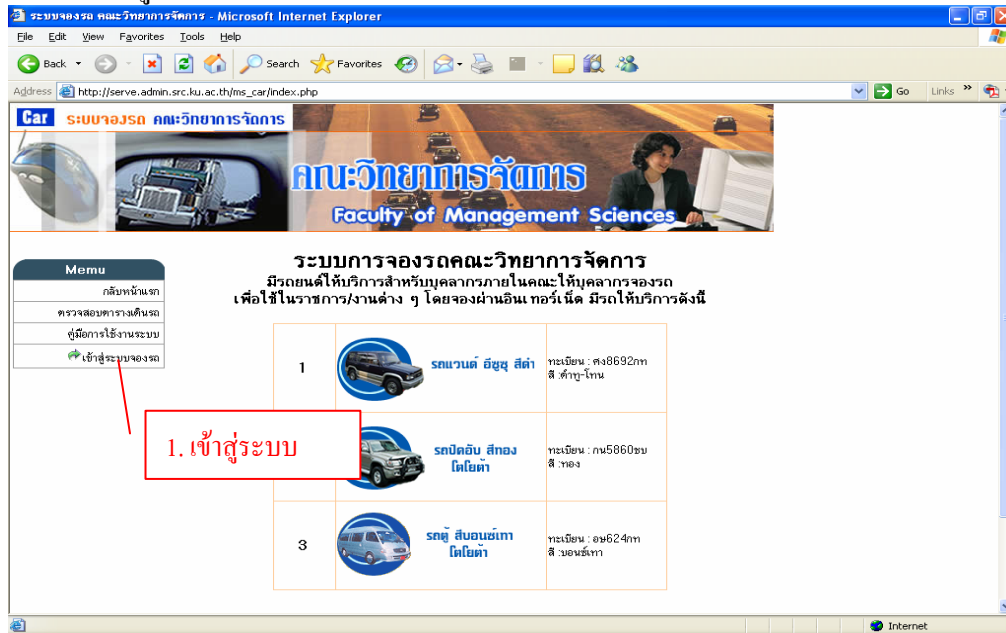 ระบบจองรถ คณะวิทยาการจัดการ - Microsoft Internet Explorer
File Edit View Favorites Tools Help
Back Search Favorites
Address http://serve.admin.src.ku.ac.th/ms_car/index.php Go Links »
Car ระบบจองรถ คณะวิทยาการจัดการ
คณะวิทยาการจัดการ
Faculty of Management Sciences
Memu
กลับหน้าแรก
ตรวจสอบตารางเดินรถ
คู่มือการใช้งานระบบ
เข้าสู่ระบบจองรถ
1. เข้าสู่ระบบ
ระบบการจองรถคณะวิทยาการจัดการ
มีรถยนต์ให้บริการสำหรับบุคลากรภายในคณะให้บุคลากรจองรถ
เพื่อใช้ในราชการ/งานต่าง ๆ โดยจองผ่านอินเทอร์เน็ต มีรถให้บริการดังนี้
1 รถแวนด์ อีซูซุ สีดำ
ทะเบียน : ศง8692กท
สี :ดำทู-โทน
รถปิดอับ สีทอง
โตโยต้า
ทะเบียน : กน5860ชบ
สี :ทอง
3 รถตู้ สีบอนซ์เทา
โตโยต้า
ทะเบียน : อษ624กท
สี :บอนซ์เทา
Internet